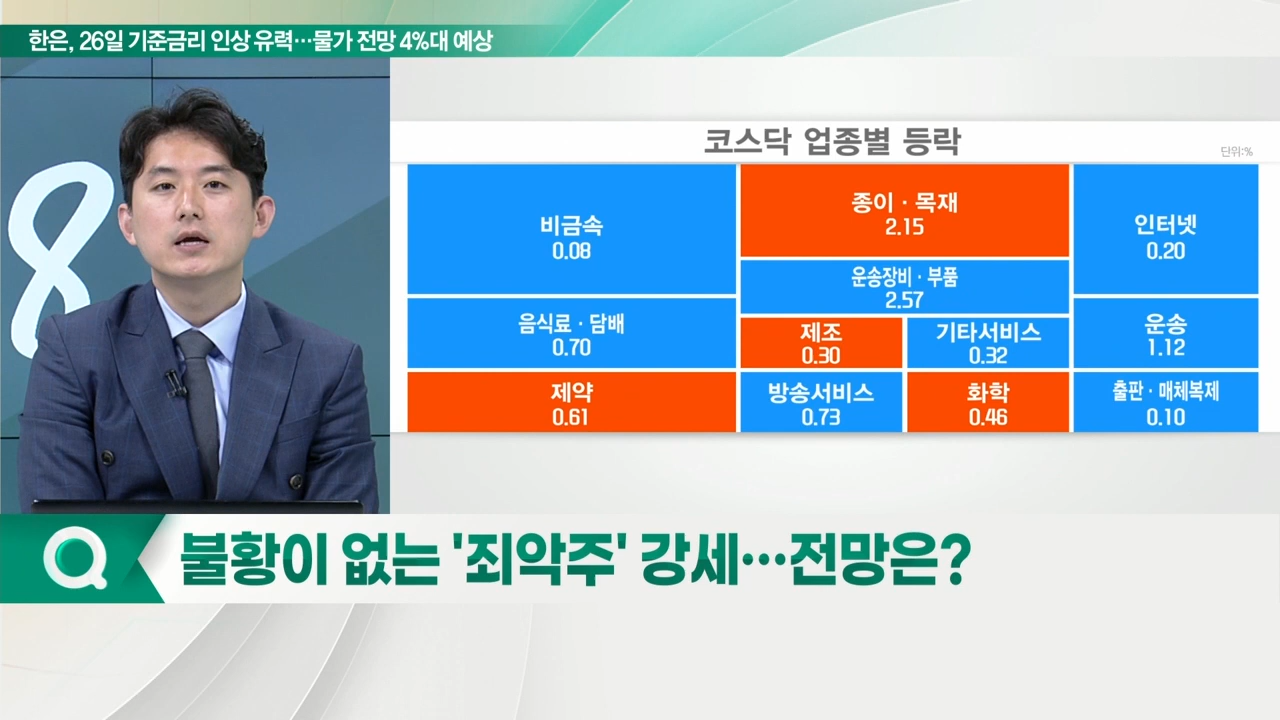 한은, 26일 기준금리 인상 유력…물가 전망 4%대 예상
8
코스닥 업종별 등락
단위:%
비금속
0.08
종이·목재
2.15
인터넷
0.20
운송장비·부품
2.57
음식료·담배
0.70
제조
0.30
기타서비스
0.32
운송
1.12
제약
0.61
방송서비스
0.73
화학
0.46
출판·매체복제
0.10
Q
불황이 없는 '죄악주' 강세…전망은?